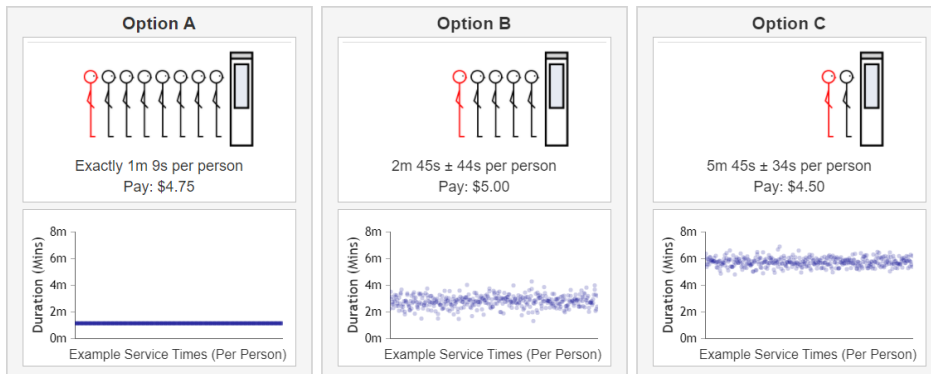 Option A
Exactly 1m 9s per person
Pay: $4.75
8m
6m
4m
2m
0m
Duration (Mins)
Example Service Times (Per Person)
Option B
2m 45s ± 44s per person
Pay: $5.00
8m
6m
4m
2m
0m
Duration (Mins)
Example Service Times (Per Person)
Option C
5m 45s ± 34s per person
Pay: $4.50
8m
6m
4m
2m
0m
Duration (Mins)
Example Service Times (Per Person)